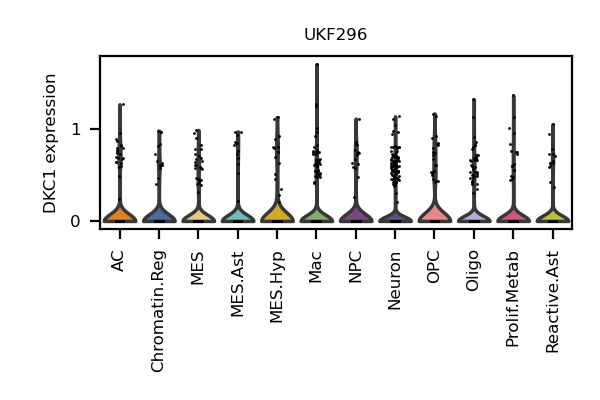 UKF296
DKC1 expression
1
0
AC
Chromatin.Reg
MES
MES.Ast
MES.Hyp
Mac
NPC
Neuron
OPC
Oligo
Prolif.Metab
Reactive.Ast